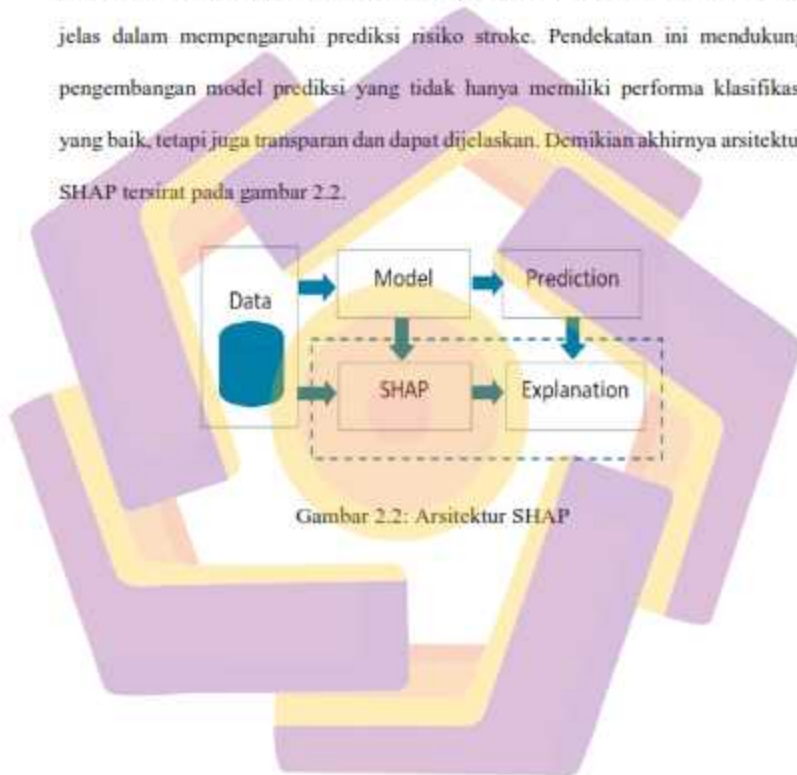 jelas dalam mempengaruhi prediksi risiko stroke. Pendekatan ini mendukung
pengembangan model prediksi yang tidak hanya memiliki performa klasifikas
yang baik, tetapi juga transparan dan dapat dijelaskan. Demikian akhirnya arsitektu
SHAP tersirat pada gambar 2.2.
Data
Model
Prediction
SHAP
Explanation
Gambar 2.2: Arsitektur SHAP